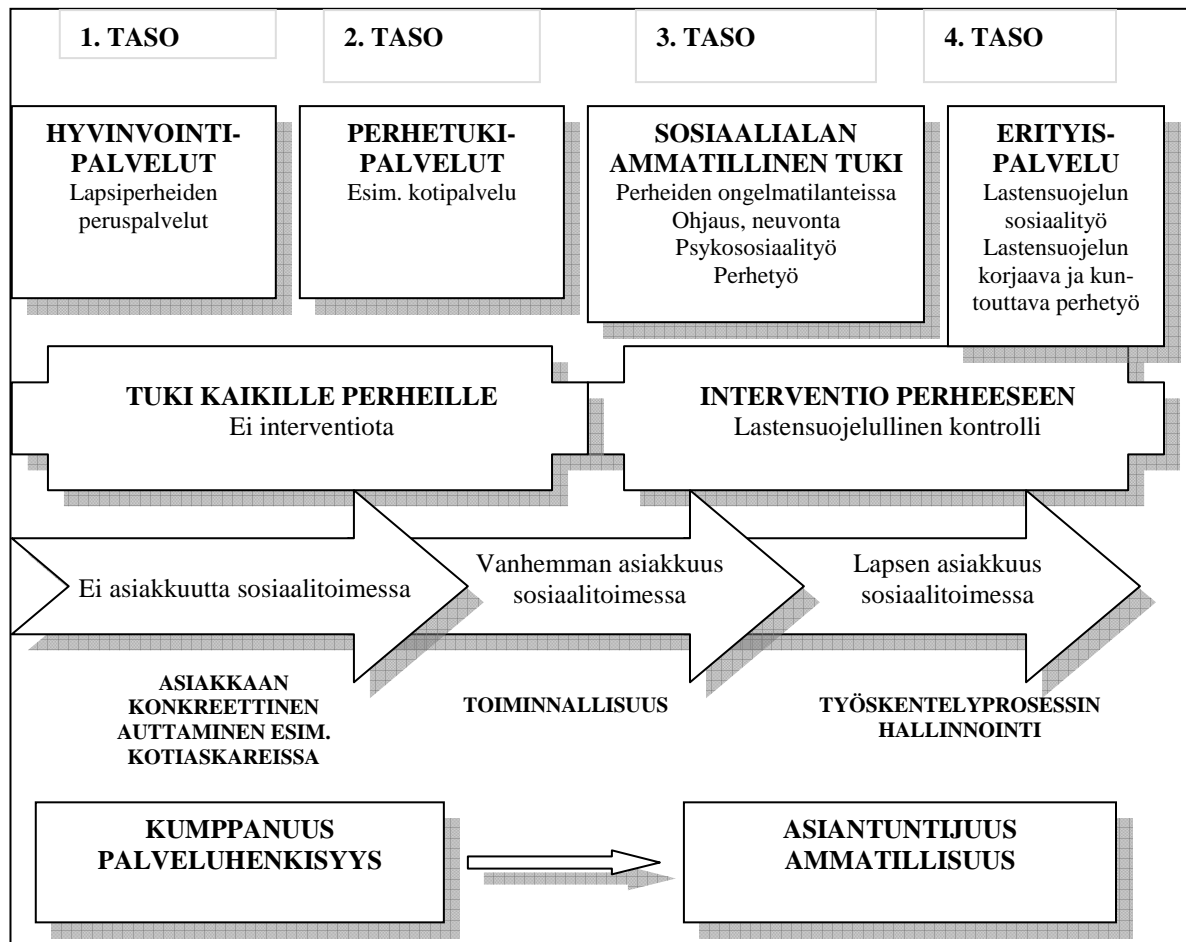 1. TASO
2. TASO
3. TASO
4. TASO
HYVINVOINTI-
PALVELUT
Lapsiperheiden
peruspalvelut
PERHETUKI-
PALVELUT
Esim. kotipalvelu
SOSIAALIALAN
AMMATILLINEN TUKI
Perheiden ongelmatilanteissa
Ohjaus, neuvonta
Psykososiaalityö
Perhetyö
ERITYIS-
PALVELU
Lastensuojelun
sosiaalityö
Lastensuojelun
korjaava ja kun-
touttava perhetyö
TUKI KAIKILLE PERHEILLE
Ei interventiota
INTERVENTIO PERHEESEEN
Lastensuojelullinen kontrolli
Ei asiakkuutta sosiaalitoimessa
Vanhemman asiakkuus
sosiaalitoimessa
Lapsen asiakkuus
sosiaalitoimessa
ASIAKKAAN
KONKREETTINEN
AUTTAMINEN ESIM.
KOTIASKAREISSA
TOIMINNALLISUUS
TYÖSKENTELYPROSESSIN
HALLINNOINTI
KUMPPANUUS
PALVELUHENKISYYS
ASIANTUNTIJUUS
AMMATILLISUUS